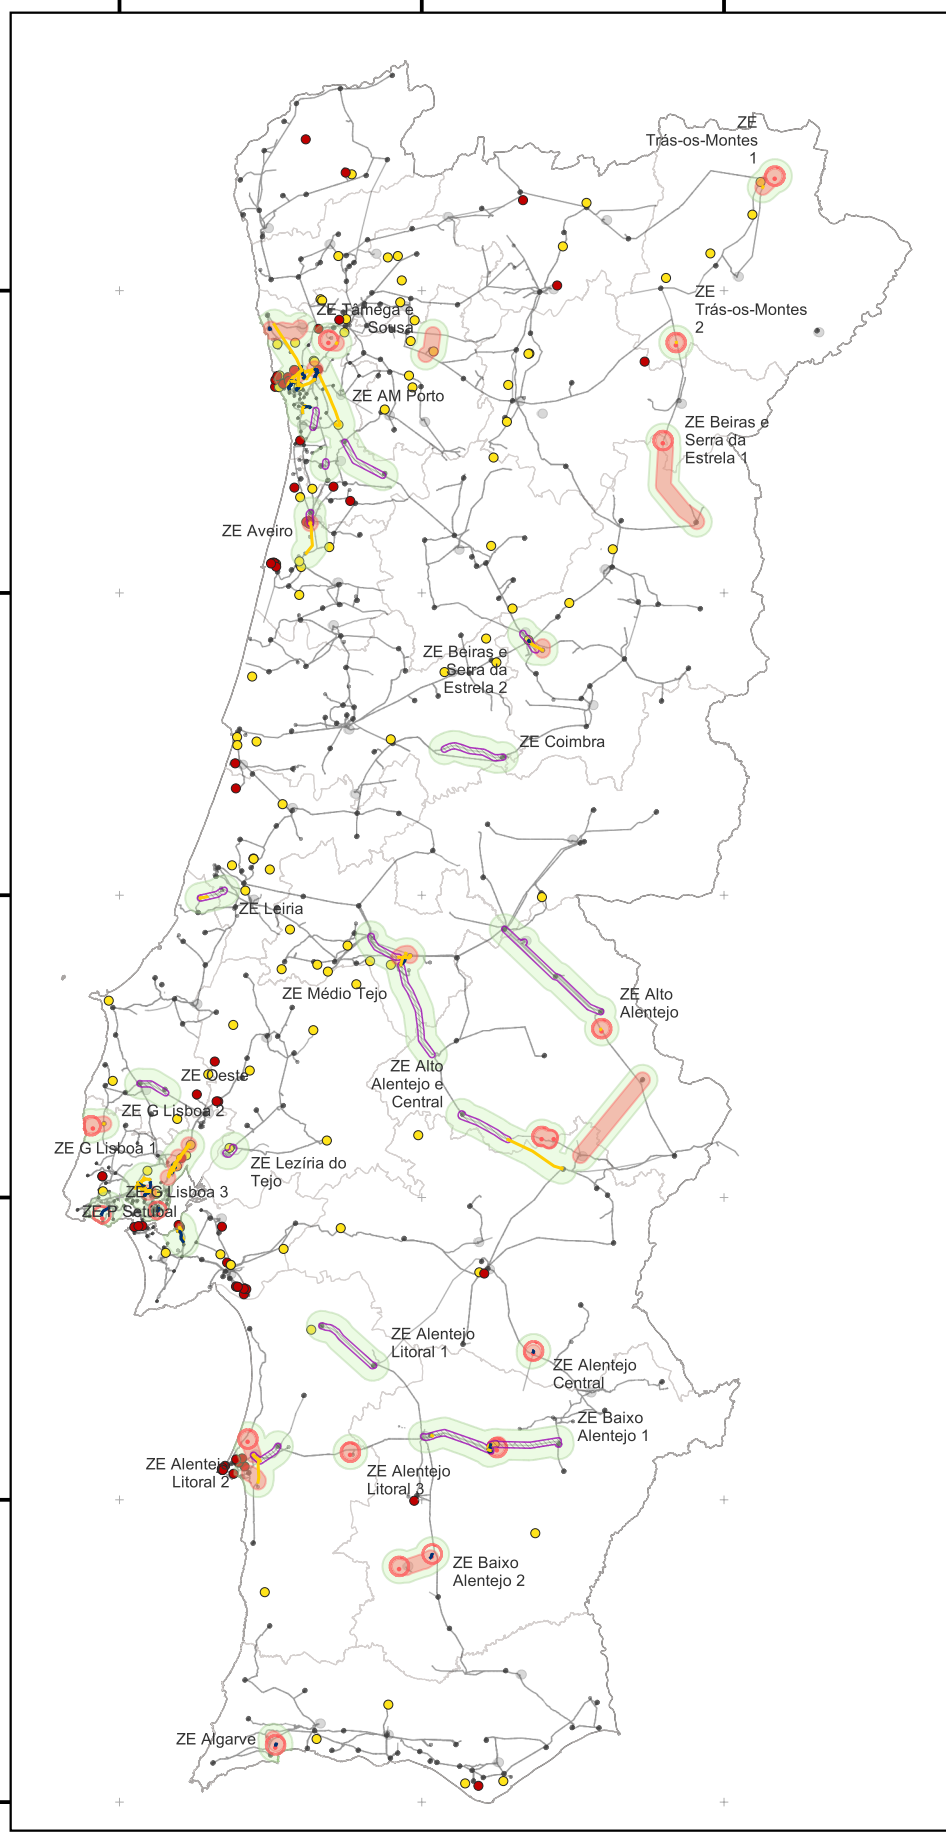 ZE
Trás-os-Montes
1
ZE
Trás-os-Montes
2
ZE Tâmega e
Sousa
ZE AM Porto
ZE Beiras e
Serra da
Estrela 1
ZE Aveiro
ZE Beiras e
Serra da
Estrela 2
ZE Coimbra
ZE Leiria
ZE Médio Tejo
ZE Alto
Alentejo
ZE Alto
Alentejo e
Central
ZE Oeste
ZE G Lisboa 2
ZE G Lisboa 1
ZE Lezíria do
Tejo
ZE G Lisboa 3
ZE P Setúbal
ZE Alentejo
Litoral 1
ZE Alentejo
Central
ZE Baixo
Alentejo 1
ZE Alentejo
Litoral 2
ZE Alentejo
Litoral 3
ZE Baixo
Alentejo 2
ZE Algarve